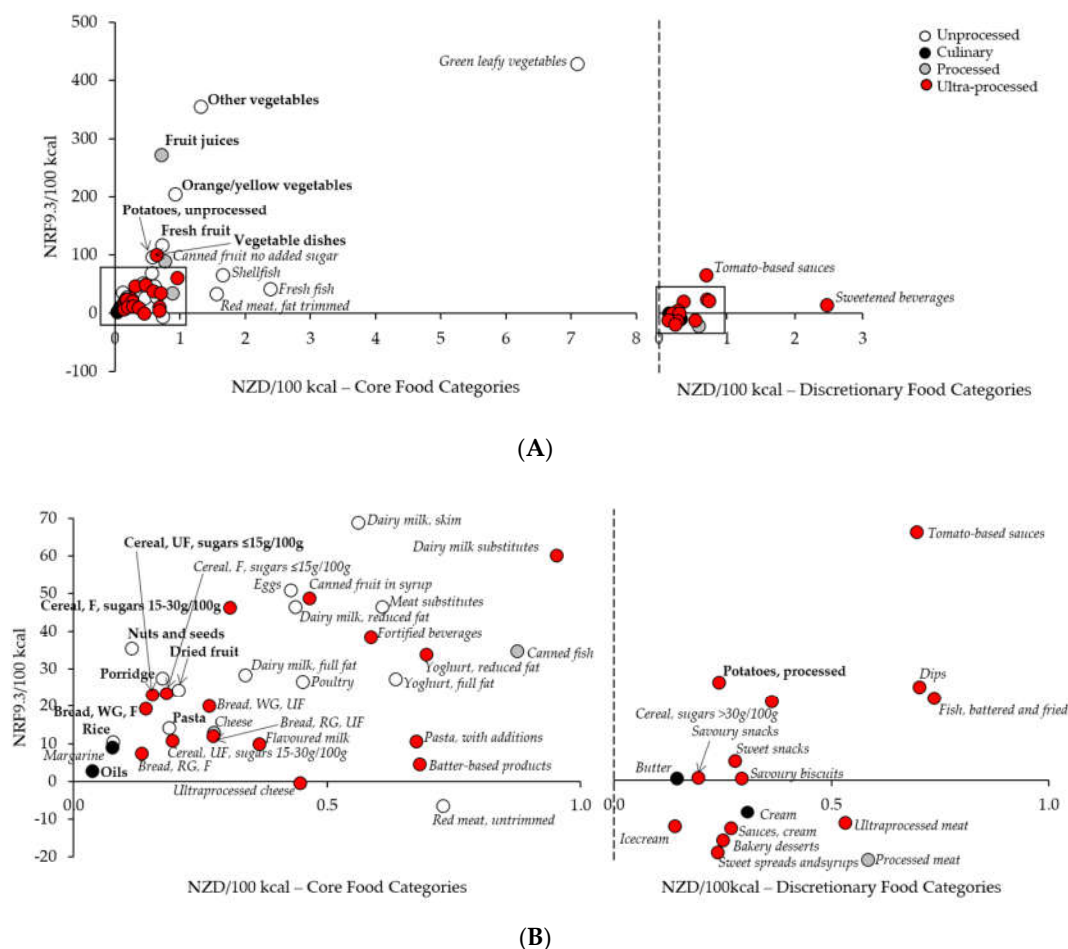 500
400
300
200
100
0
-100
NRF9.3/100 kcal
0 1 2 3 4 5 6 7 8
0 1 2 3
Unprocessed
Culinary
Processed
Ultra-processed
Green leafy vegetables
Other vegetables
Fruit juices
Orange/yellow vegetables
Potatoes, unprocessed
Fresh fruit
Vegetable dishes
Canned fruit no added sugar
Shellfish
Fresh fish
Red meat, fat trimmed
Tomato-based sauces
Sweetened beverages
NZD/100 kcal – Core Food Categories
NZD/100 kcal – Discretionary Food Categories
(A)
70
60
50
40
30
20
10
0
-10
-20
NRF9.3/100 kcal
Dairy milk, skim
Cereal, UF, sugars ≤15g/100g
Dairy milk substitutes
Cereal, F, sugars ≤15g/100g
Eggs
Canned fruit in syrup
Cereal, F, sugars 15-30g/100g
Meat substitutes
Dairy milk, reduced fat
Nuts and seeds
Fortified beverages
Dried fruit
Canned fish
Porridge
Dairy milk, full fat
Yoghurt, reduced fat
Poultry
Yoghurt, full fat
Bread, WG, F
Bread, WG, UF
Pasta
Cheese
Bread, RG, UF
Rice
Flavoured milk
Pasta, with additions
Margarine
Cereal, UF, sugars 15-30g/100g
Bread, RG, F
Batter-based products
Oils
Ultraprocessed cheese
Red meat, untrimmed
0.0 0.5 1.0
Tomato-based sauces
Potatoes, processed
Dips
Fish, battered and fried
Cereal, sugars >30g/100g
Savoury snacks
Sweet snacks
Butter
Savoury biscuits
Cream
Icecream
Sauces, cream
Ultraprocessed meat
Bakery desserts
Sweet spreads andsyrups
Processed meat
0.0 0.5 1.0
NZD/100 kcal – Core Food Categories
NZD/100kcal – Discretionary Food Categories
(B)